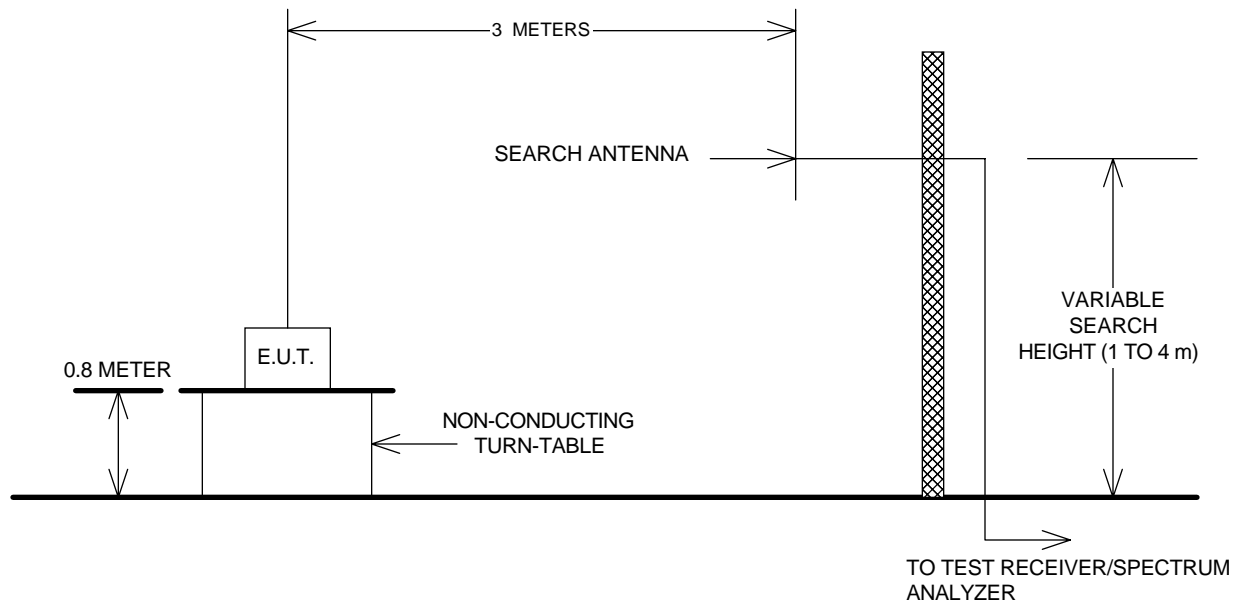 3 METERS
SEARCH ANTENNA
E.U.T.
0.8 METER
VARIABLE
SEARCH
HEIGHT (1 TO 4 m)
NON-CONDUCTING
TURN-TABLE
TO TEST RECEIVER/SPECTRUM
ANALYZER